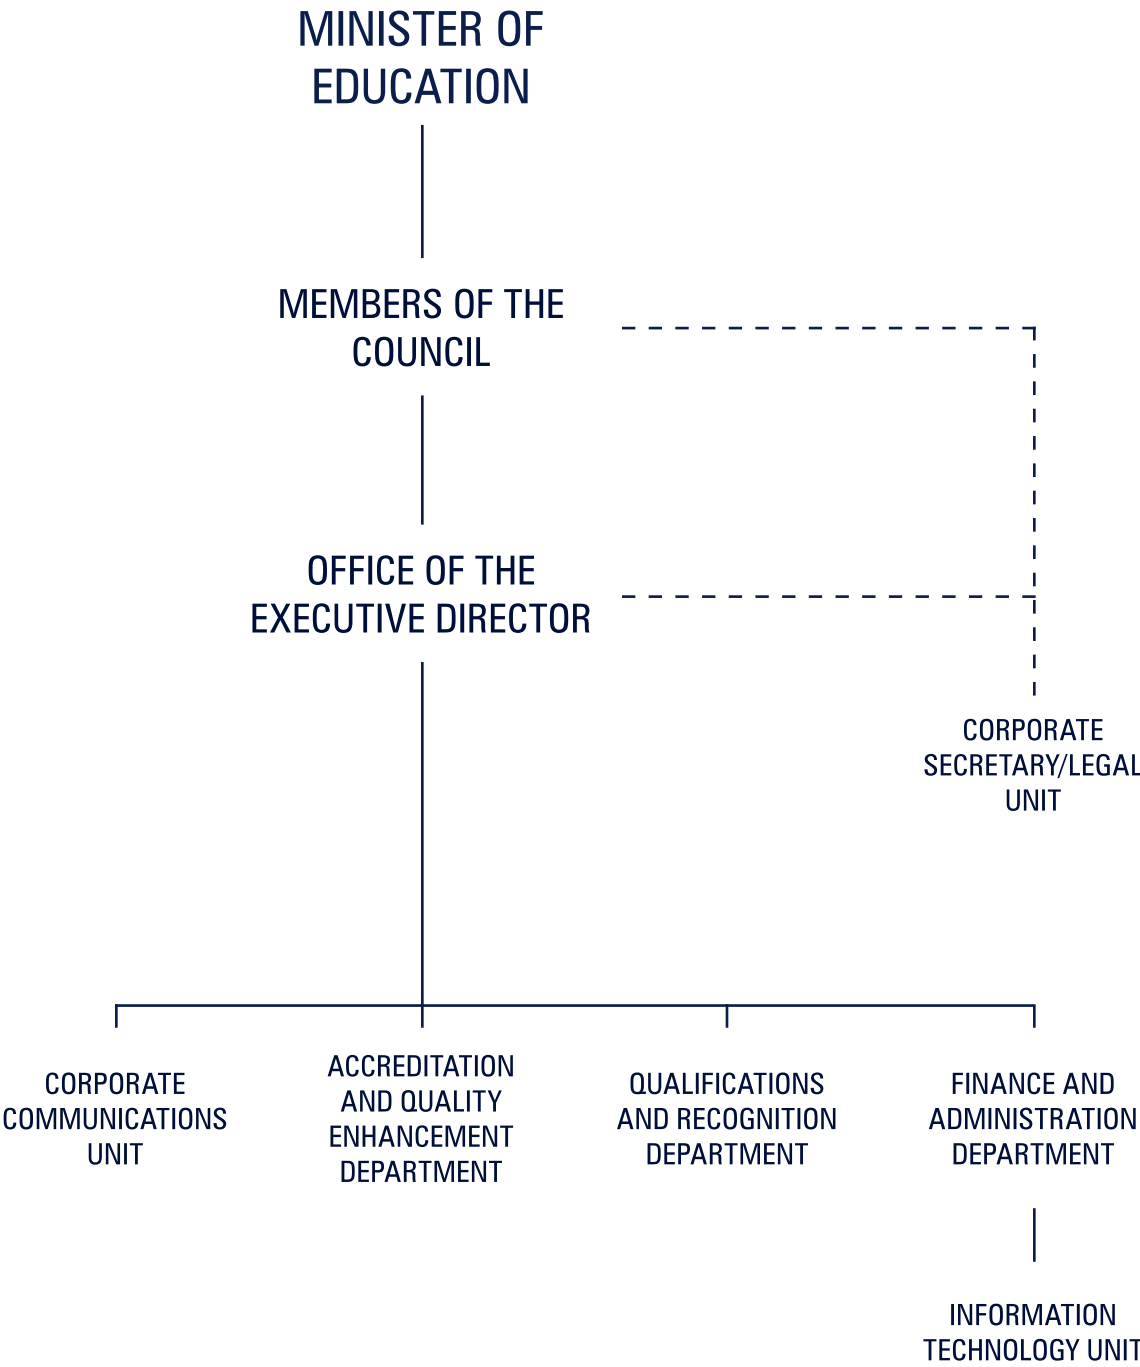 MINISTER OF
EDUCATION
MEMBERS OF THE
COUNCIL
OFFICE OF THE
EXECUTIVE DIRECTOR
CORPORATE
SECRETARY/LEGAL
UNIT
CORPORATE
COMMUNICATIONS
UNIT
ACCREDITATION
AND QUALITY
ENHANCEMENT
DEPARTMENT
QUALIFICATIONS
AND RECOGNITION
DEPARTMENT
FINANCE AND
ADMINISTRATION
DEPARTMENT
INFORMATION
TECHNOLOGY UNIT